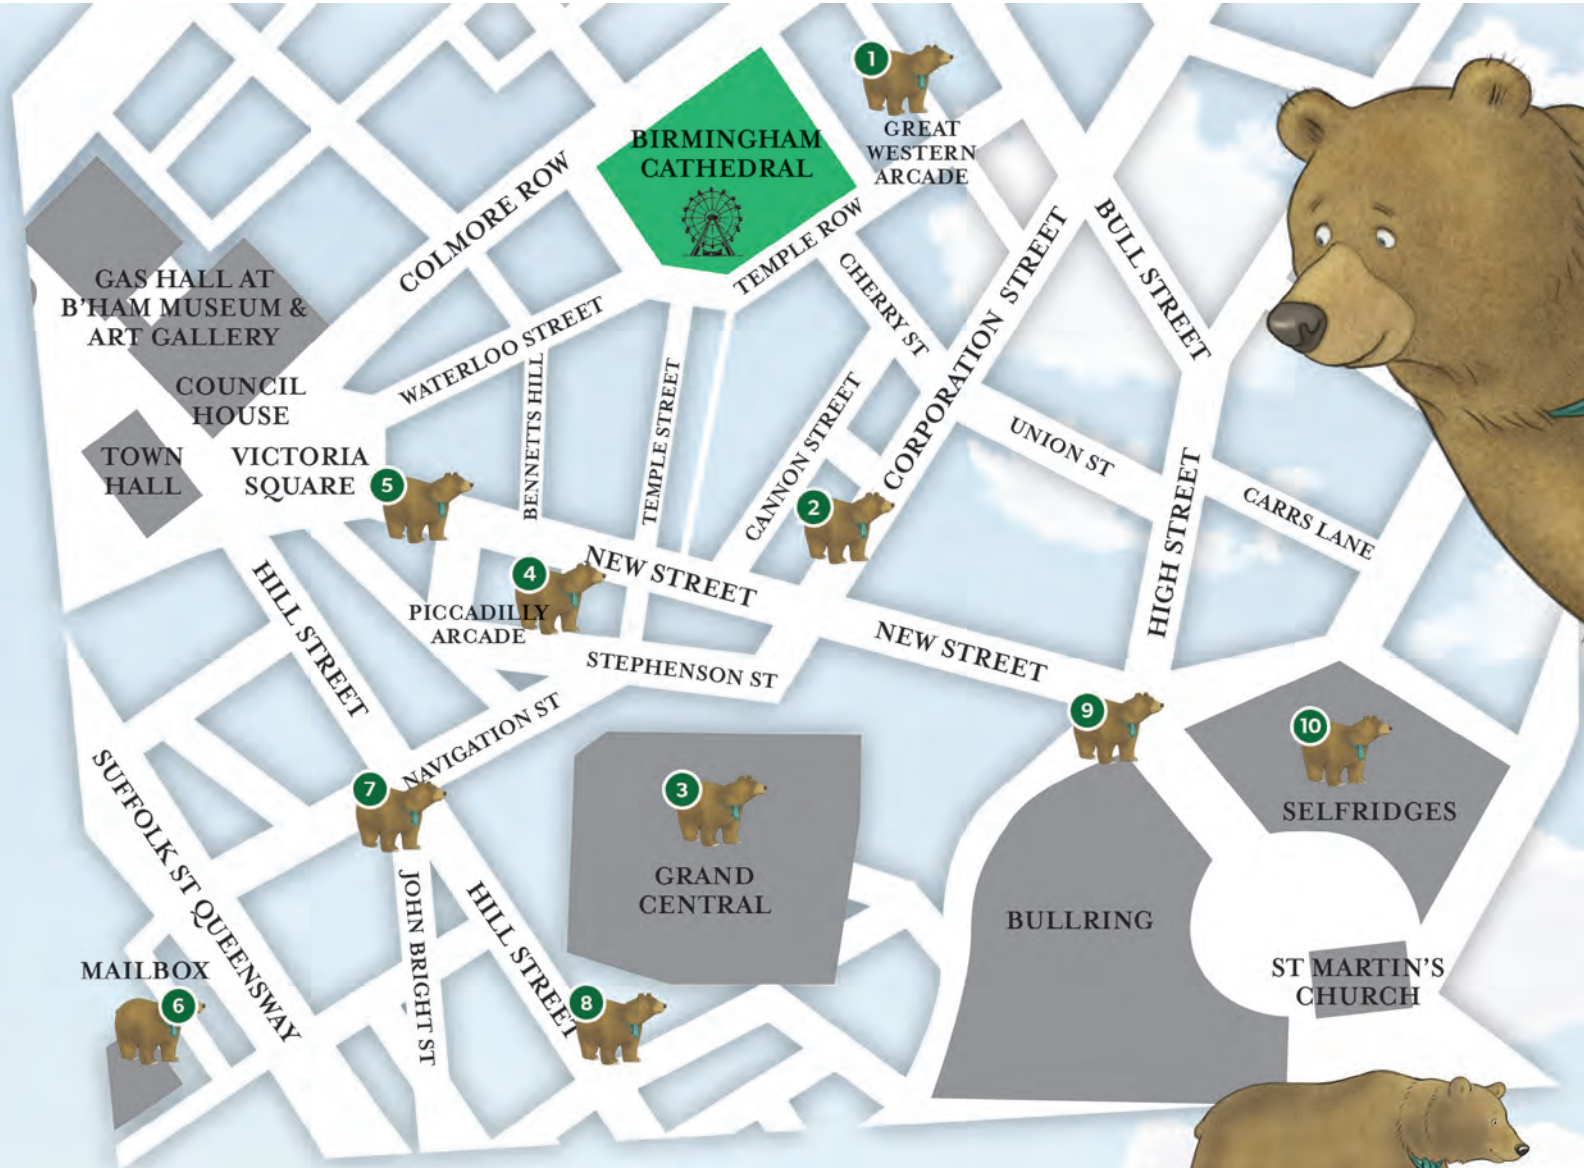 1
GREAT
WESTERN
ARCADE
BIRMINGHAM
CATHEDRAL
COLMORE ROW
TEMPLE ROW
BULL STREET
CHERRY ST
CORPORATION STREET
GAS HALL AT
B'HAM MUSEUM &
ART GALLERY
COUNCIL
HOUSE
WATERLOO STREET
BENNETTS HILL
TEMPLE STREET
CANNON STREET
UNION ST
HIGH STREET
CARRS LANE
TOWN
HALL
VICTORIA
SQUARE
5
2
4
NEW STREET
PICCADILLY
ARCADE
HILL STREET
STEPHENSON ST
NEW STREET
NAVIGATION ST
9
10
SELFRIDGES
SUFFOLK ST QUEENSWAY
7
3
GRAND
CENTRAL
JOHN BRIGHT ST
HILL STREET
BULLRING
MAILBOX
6
8
ST MARTIN'S
CHURCH